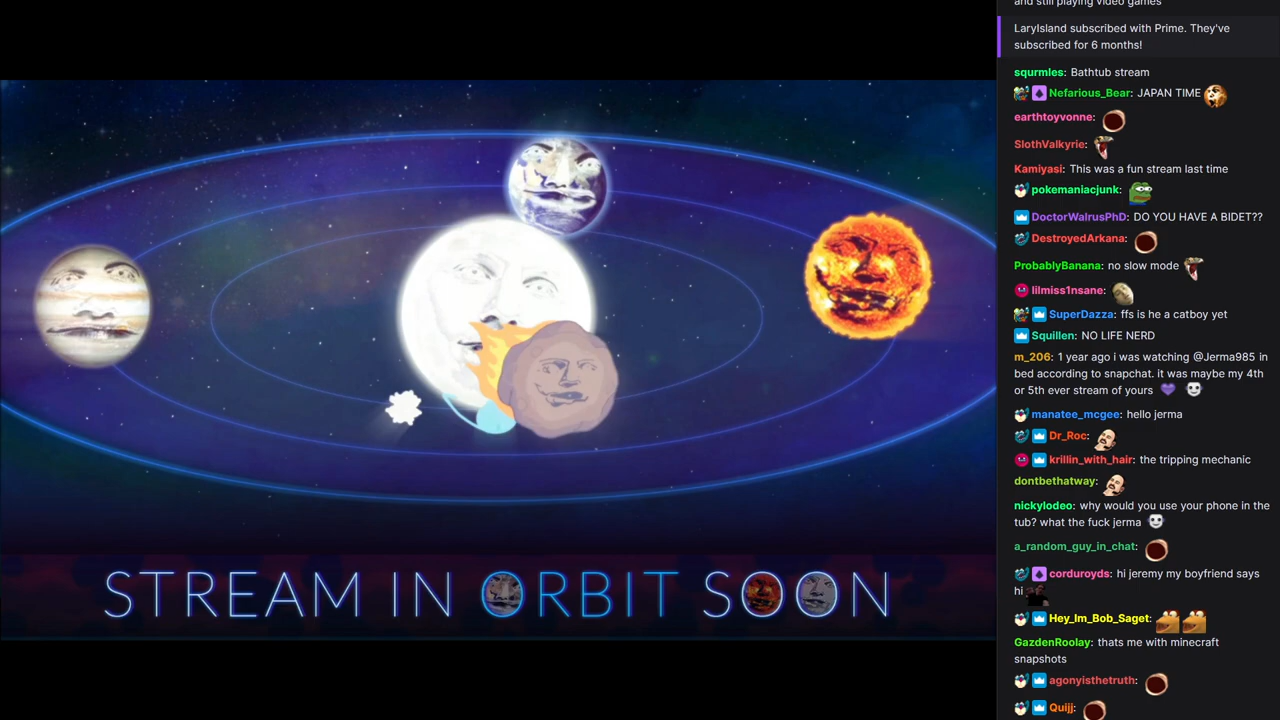 and still playing video games
LaryIsland subscribed with Prime. They've
subscribed for 6 months!
squrmles: Bathtub stream
Nefarious_Bear: JAPAN TIME
earthtoyvonne:
SlothValkyrie:
Kamiyasi: This was a fun stream last time
pokemaniacjunk:
DoctorWalrusPhD: DO YOU HAVE A BIDET??
DestroyedArkana:
ProbablyBanana: no slow mode
lilmiss1nsane:
SuperDazza: ffs is he a catboy yet
Squillen: NO LIFE NERD
m_206: 1 year ago i was watching @Jerma985 in
bed according to snapchat. it was maybe my 4th
or 5th ever stream of yours
manatee_mcgee: hello jerma
Dr_Roc:
krillin_with_hair: the tripping mechanic
dontbethatway:
nickylodeo: why would you use your phone in the
tub? what the fuck jerma
a_random_guy_in_chat:
corduroyds: hi jeremy my boyfriend says
hi
Hey_Im_Bob_Saget:
GazdenRoolay: thats me with minecraft
snapshots
agonyisthetruth:
Quijj:
STREAM IN ORBIT SOON